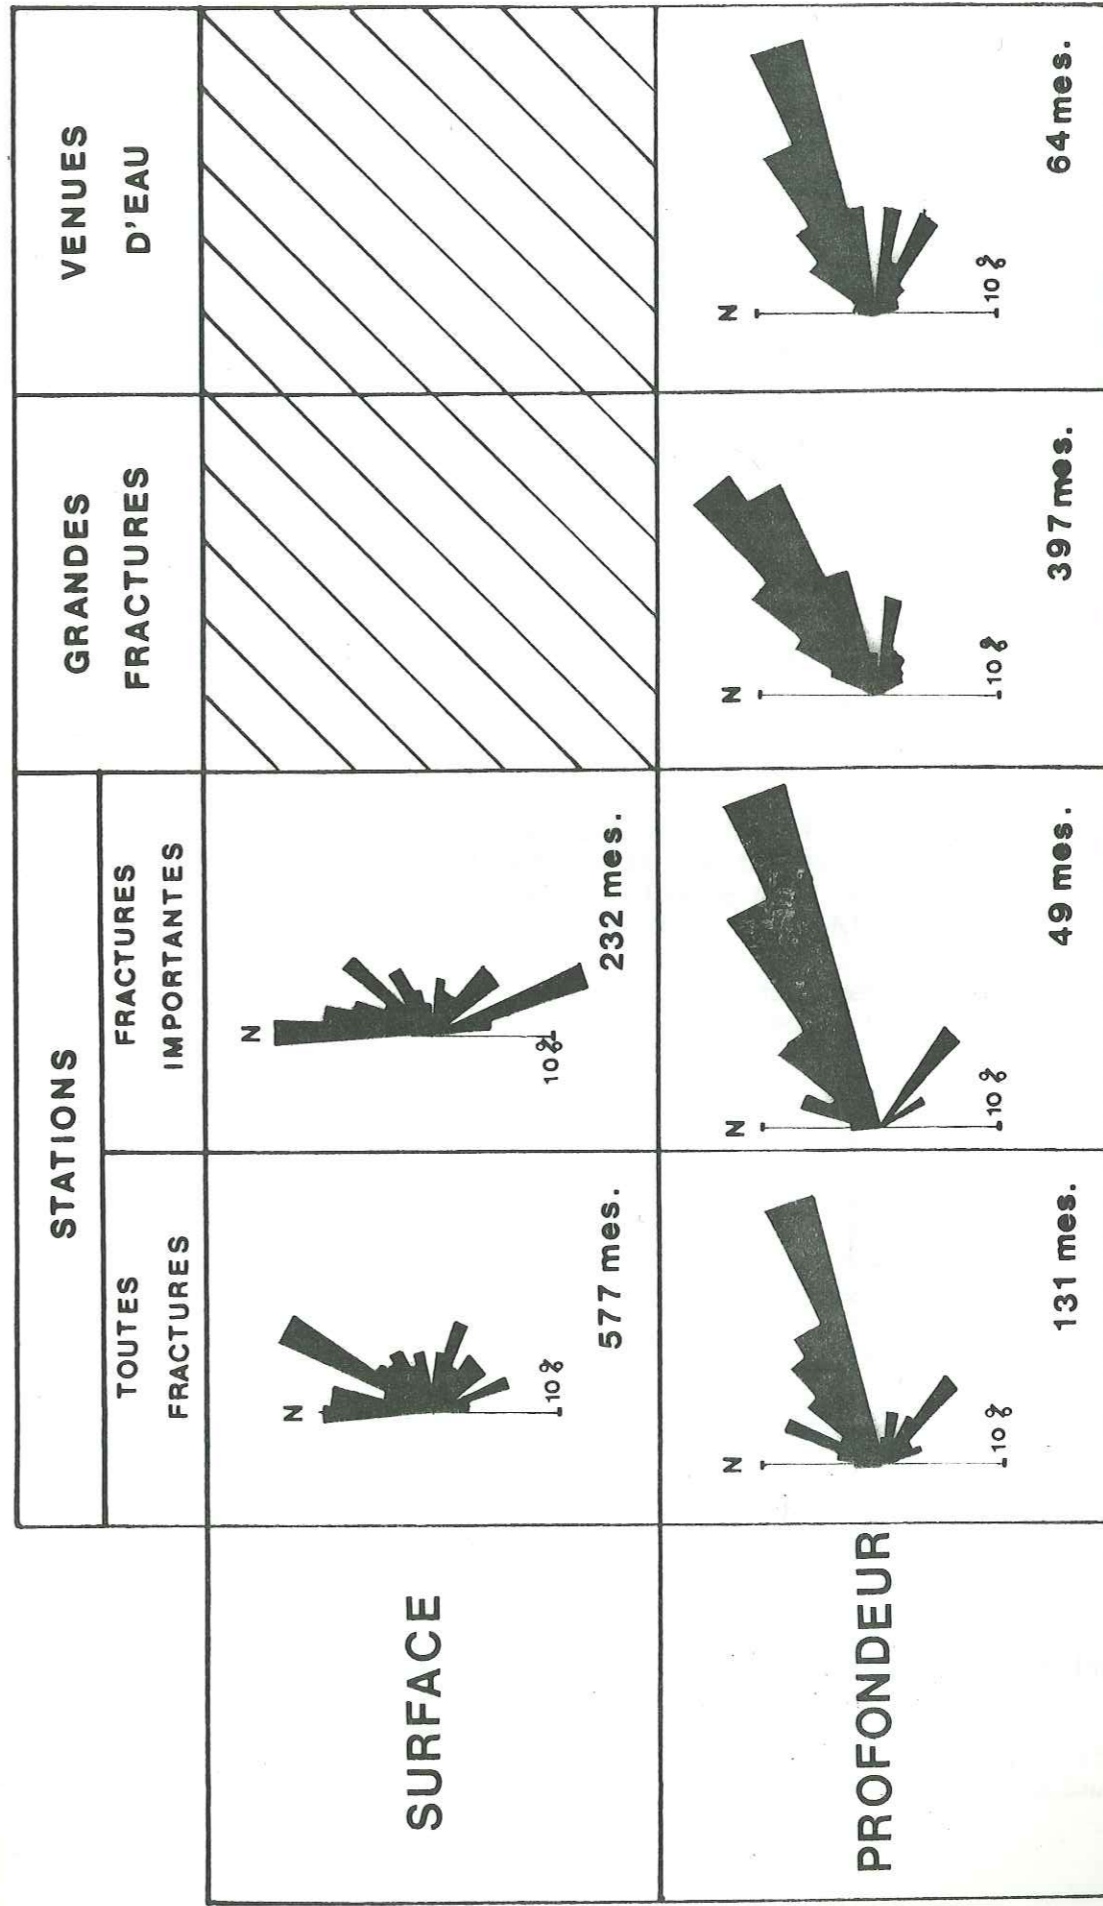 STATIONS
GRANDES
FRACTURES
VENUES
D'EAU
TOUTES
FRACTURES
FRACTURES
IMPORTANTES
SURFACE
N
10%
577 mes.
N
10%
232 mes.
PROFONDEUR
N
10%
131 mes.
N
10%
49 mes.
N
10%
397 mes.
N
10%
64 mes.